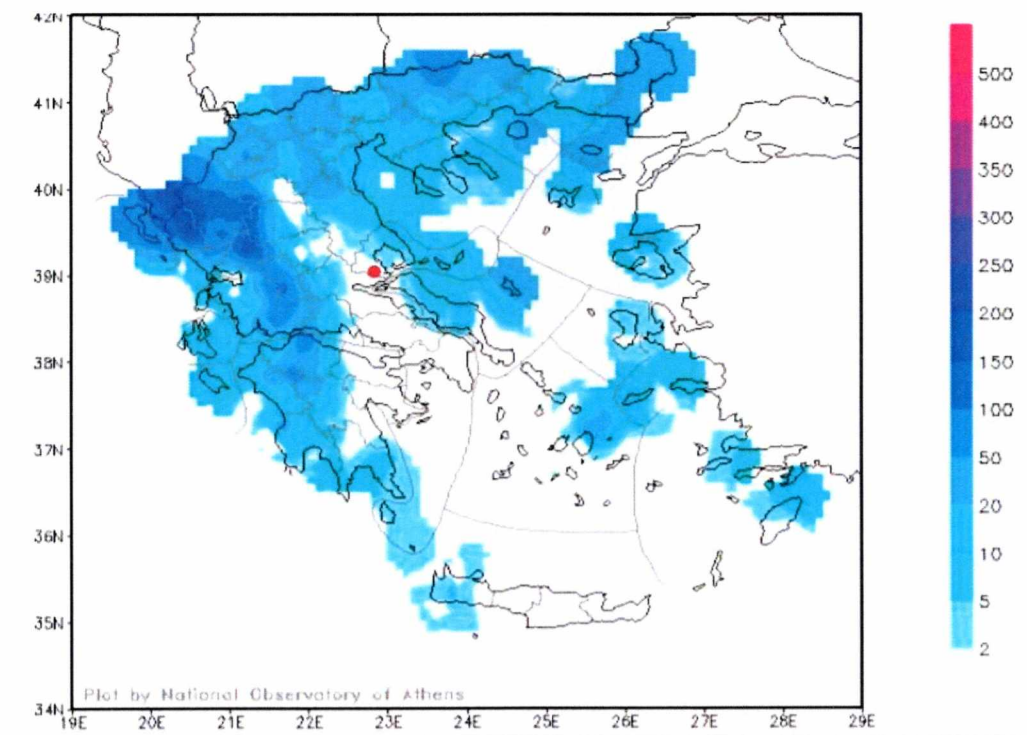 42N
41N
40N
39N
38N
37N
36N
35N
34N
19E 20E 21E 22E 23E 24E 25E 26E 27E 28E 29E
Plot by National Observatory of Athens
500
400
350
300
250
200
150
100
50
20
10
5
2